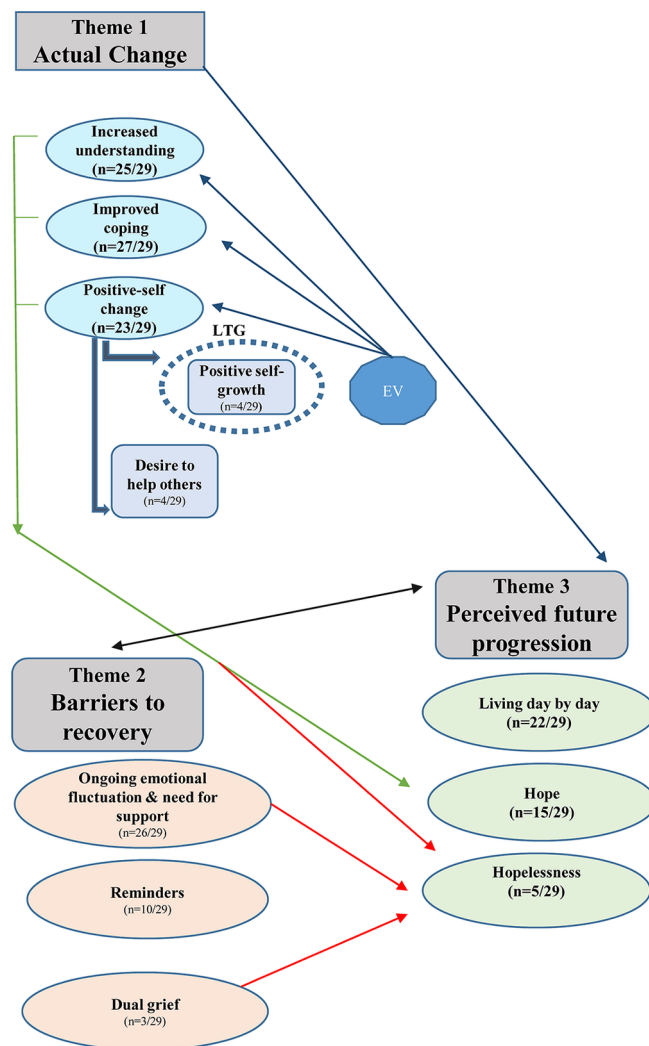 Theme 1
Actual Change
Increased
understanding
(n=25/29)
Improved
coping
(n=27/29)
Positive-self
change
(n=23/29)
LTG
Positive self-
growth
(n=4/29)
EV
Desire to
help others
(n=4/29)
Theme 3
Perceived future
progression
Theme 2
Barriers to
recovery
Living day by day
(n=22/29)
Ongoing emotional
fluctuation & need for
support
(n=26/29)
Hope
(n=15/29)
Hopelessness
(n=5/29)
Reminders
(n=10/29)
Dual grief
(n=3/29)